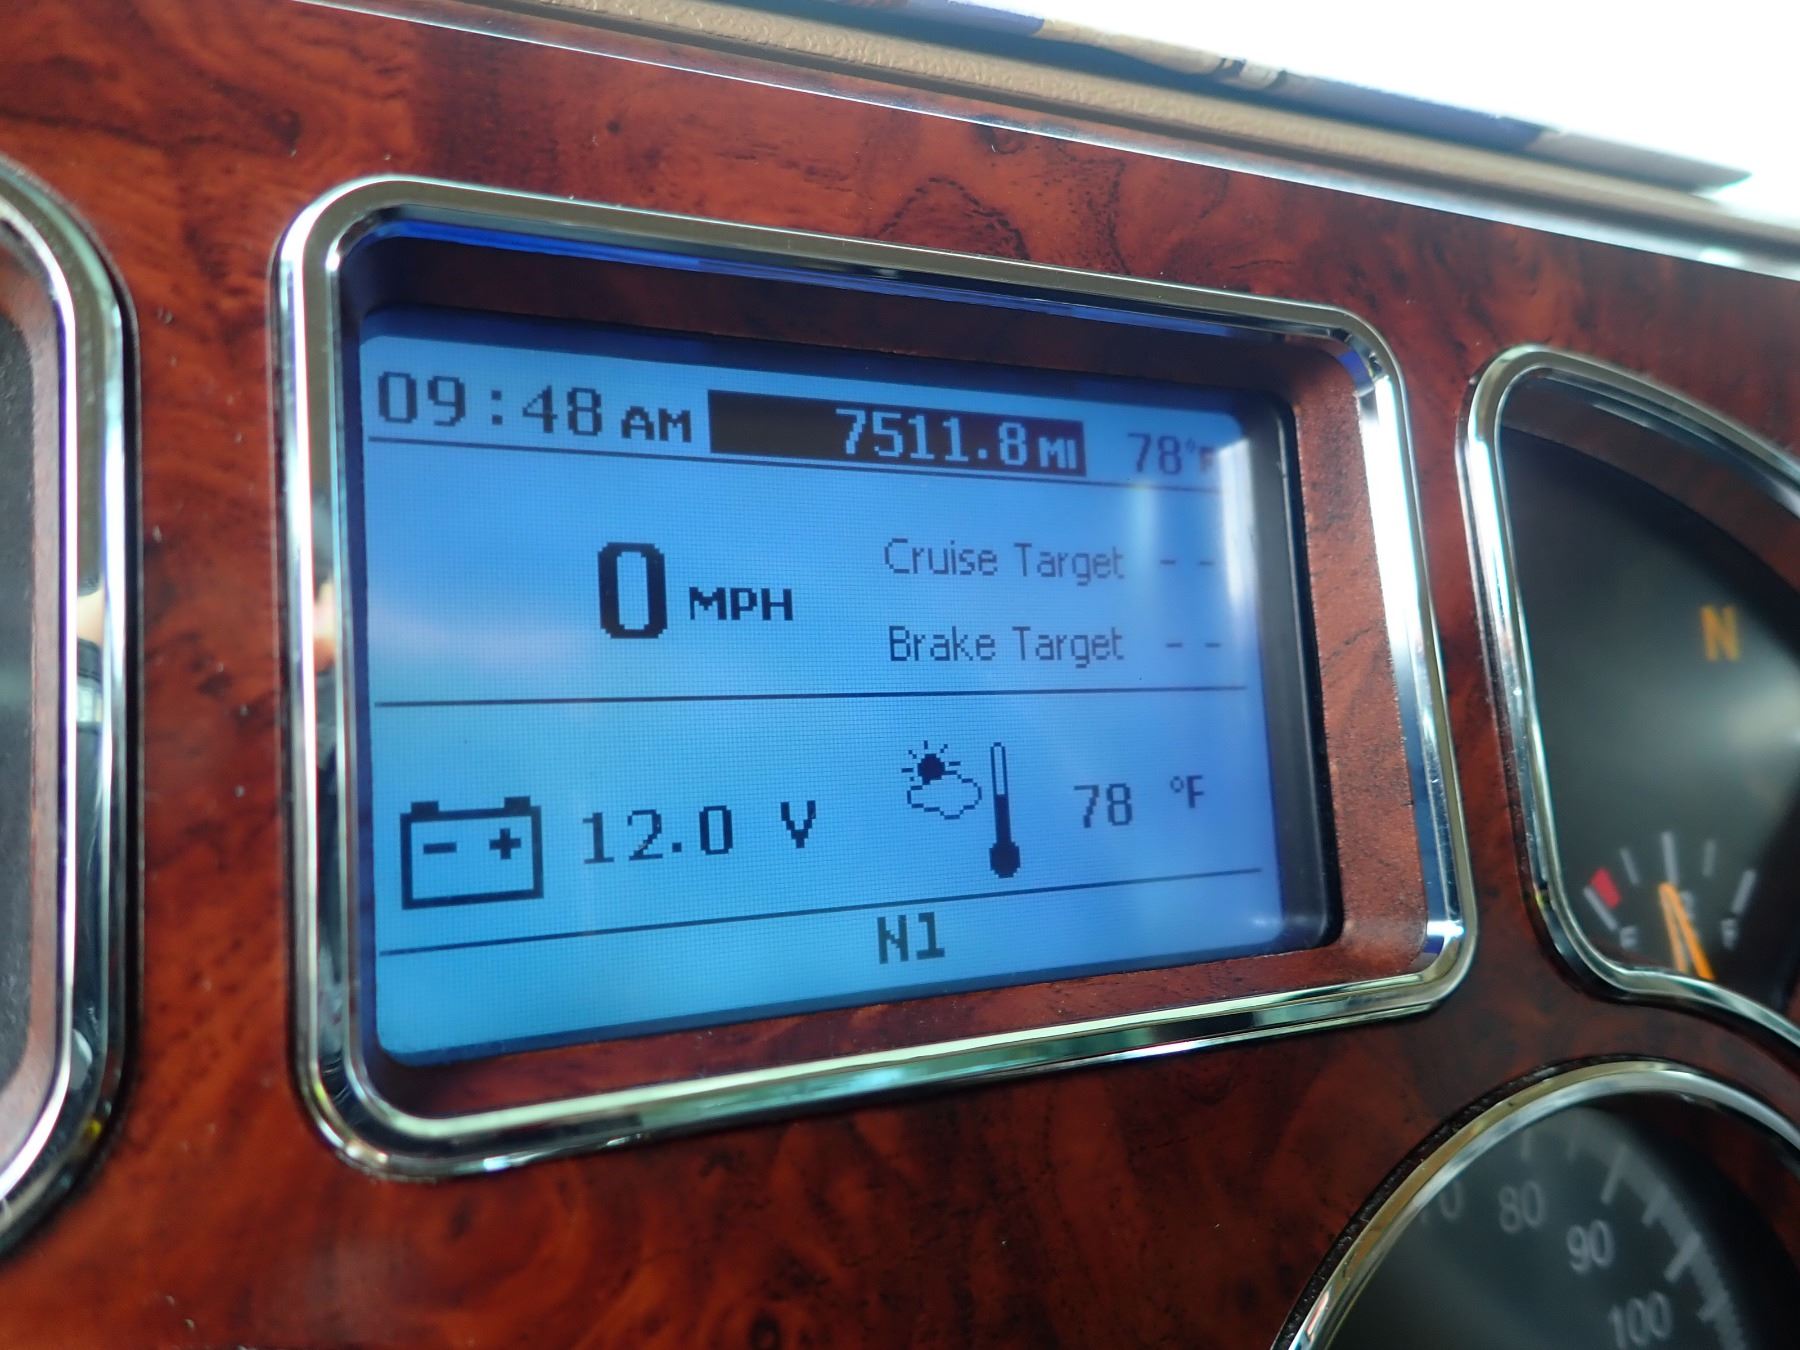 09:48 AM 7511.8 MI 78°F
0 MPH
Cruise Target - -
Brake Target - -
- + 12.0 V 78 °F
N1
N
80
90
100